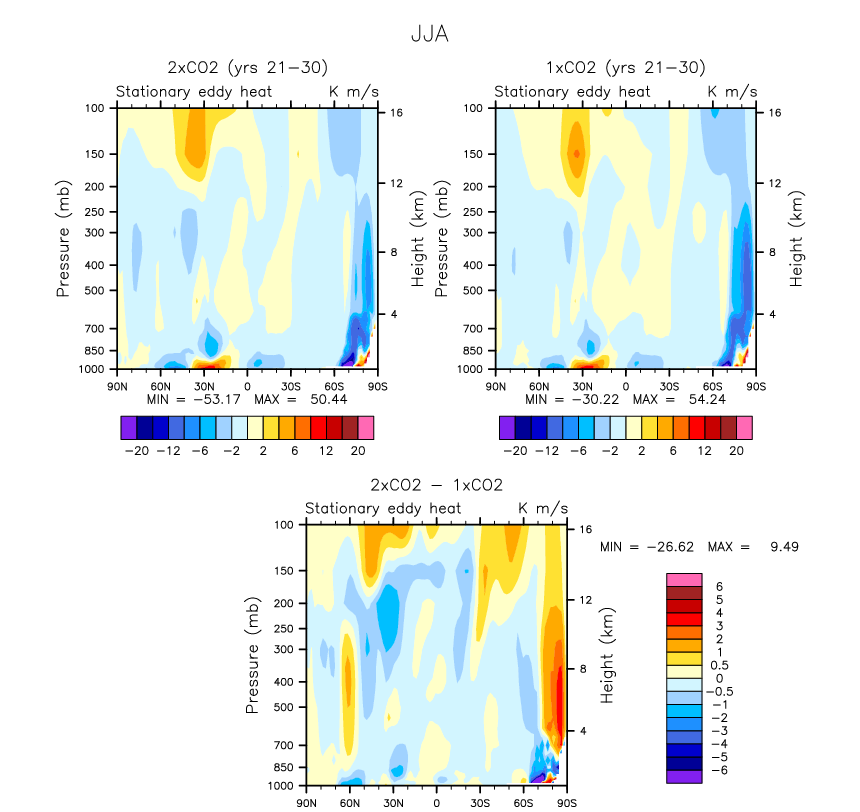 JJA
2xCO2 (yrs 21-30)
Stationary eddy heat K m/s
100
150
200
250
300
400
500
700
850
1000
Pressure (mb)
16
12
8
4
Height (km)
90N 60N 30N 0 30S 60S 90S
MIN = -53.17 MAX = 50.44
-20 -12 -6 -2 2 6 12 20
1xCO2 (yrs 21-30)
Stationary eddy heat K m/s
100
150
200
250
300
400
500
700
850
1000
Pressure (mb)
16
12
8
4
Height (km)
90N 60N 30N 0 30S 60S 90S
MIN = -30.22 MAX = 54.24
-20 -12 -6 -2 2 6 12 20
2xCO2 - 1xCO2
Stationary eddy heat K m/s
100
150
200
250
300
400
500
700
850
1000
Pressure (mb)
16
12
8
4
Height (km)
90N 60N 30N 0 30S 60S 90S
MIN = -26.62 MAX = 9.49
6
5
4
3
2
1
0.5
0
-0.5
-1
-2
-3
-4
-5
-6